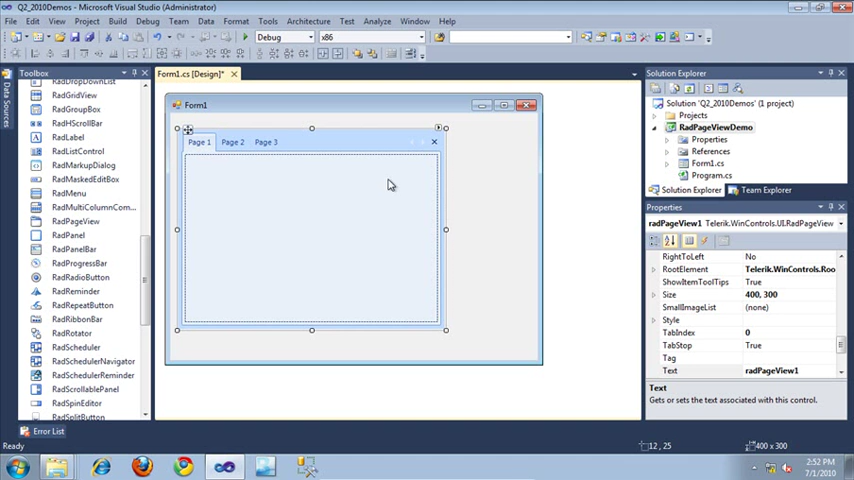 Q2_2010Demos - Microsoft Visual Studio (Administrator)
File Edit View Project Build Debug Team Data Format Tools Architecture Test Analyze Window Help
Debug x86
Data Sources
Toolbox
RadDropDownList
RadGridView
RadGroupBox
RadHScrollBar
RadLabel
RadListControl
RadMarkupDialog
RadMaskedEditBox
RadMenu
RadMultiColumnCom...
RadPageView
RadPanel
RadPanelBar
RadProgressBar
RadRadioButton
RadReminder
RadRepeatButton
RadRibbonBar
RadRotator
RadScheduler
RadSchedulerNavigator
RadSchedulerReminder
RadScrollablePanel
RadSpinEditor
RadSplitButton
Form1.cs [Design]*
Form1
Page 1 Page 2 Page 3
Solution Explorer
Solution 'Q2_2010Demos' (1 project)
Projects
RadPageViewDemo
Properties
References
Form1.cs
Program.cs
Solution Explorer Team Explorer
Properties
radPageView1 Telerik.WinControls.UI.RadPageView
RightToLeft No
RootElement Telerik.WinControls.Roo
ShowItemToolTips True
Size 400, 300
SmallImageList (none)
Style
TabIndex 0
TabStop True
Tag
Text radPageView1
Text
Gets or sets the text associated with this control.
Error List
Ready 12 , 25 400 x 300
2:52 PM
7/1/2010